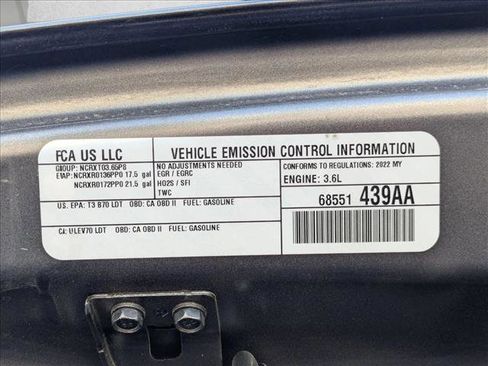 FCA US LLC
VEHICLE EMISSION CONTROL INFORMATION
GROUP: NCRXT03.65P8
EVAP: NCRXR0136PP0 17.5 gal
NCRXR0172PP0 21.5 gal
NO ADJUSTMENTS NEEDED
EGR / EGRC
HO2S / SFI
TWC
CONFORMS TO REGULATIONS: 2022 MY
ENGINE: 3.6L
68551 439AA
US: EPA: T3 B70 LDT OBD: CA OBD II FUEL: GASOLINE
CA: ULEV70 LDT OBD: CA OBD II FUEL: GASOLINE